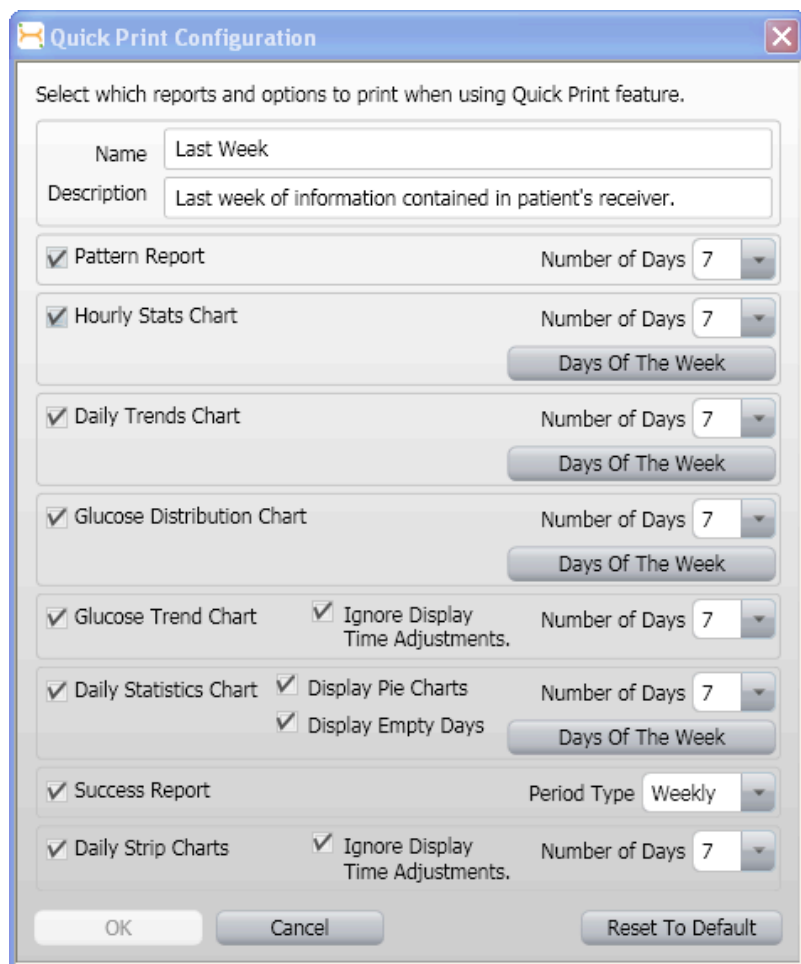 Quick Print Configuration
Select which reports and options to print when using Quick Print feature.
Name Last Week
Description Last week of information contained in patient's receiver.
Pattern Report Number of Days 7
Hourly Stats Chart Number of Days 7
Days Of The Week
Daily Trends Chart Number of Days 7
Days Of The Week
Glucose Distribution Chart Number of Days 7
Days Of The Week
Glucose Trend Chart Ignore Display Number of Days 7
Time Adjustments.
Daily Statistics Chart Display Pie Charts Number of Days 7
Display Empty Days Days Of The Week
Success Report Period Type Weekly
Daily Strip Charts Ignore Display Number of Days 7
Time Adjustments.
OK Cancel Reset To Default